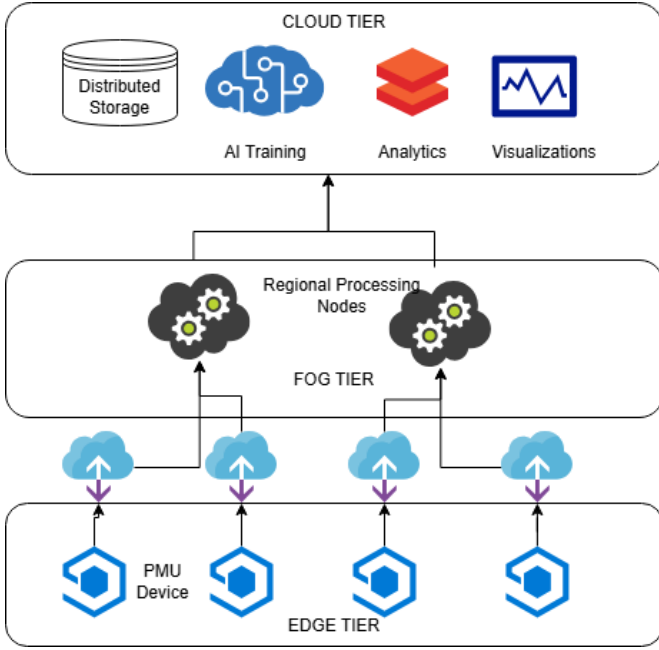 CLOUD TIER
Distributed
Storage
AI Training
Analytics
Visualizations
Regional Processing
Nodes
FOG TIER
PMU
Device
EDGE TIER